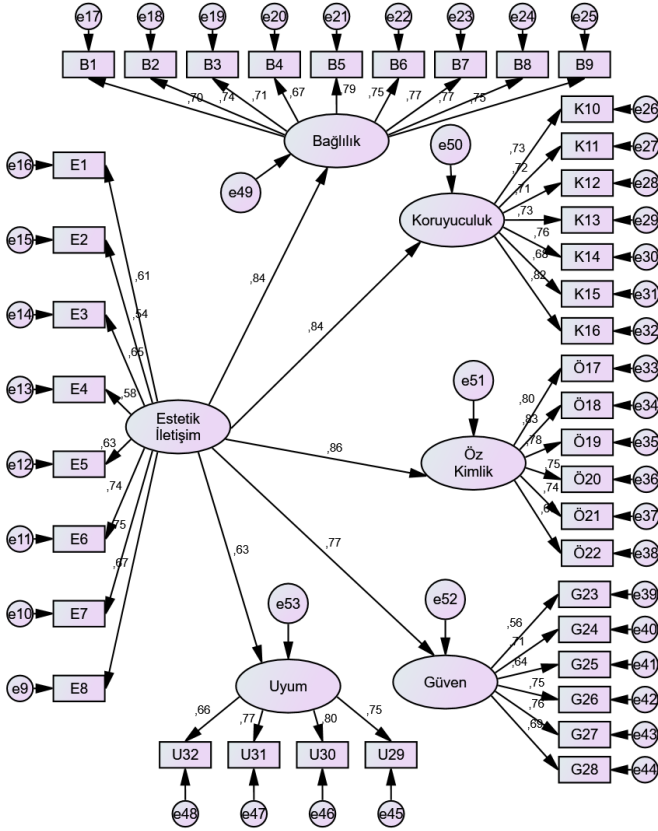 e17 e18 e19 e20 e21 e22 e23 e24 e25
B1 B2 B3 B4 B5 B6 B7 B8 B9
,70 ,74 ,71 ,67 ,79 ,75 ,77 ,77 ,75
Bağlılık
e49
e50
Koruyuculuk
K10 e26
K11 e27
K12 e28
K13 e29
K14 e30
K15 e31
K16 e32
,73
,72
,71
,73
,76
,68
,82
e16 E1
e15 E2
e14 E3
e13 E4
e12 E5
e11 E6
e10 E7
e9 E8
,61
,54
,65
,58
,63
,74
,75
,67
Estetik
İletişim
,84
,84
,86
,77
,63
e51
Öz
Kimlik
Ö17 e33
Ö18 e34
Ö19 e35
Ö20 e36
Ö21 e37
Ö22 e38
,80
,83
,78
,75
,74
e52
Güven
G23 e39
G24 e40
G25 e41
G26 e42
G27 e43
G28 e44
,56
,71
,64
,75
,76
,69
e53
Uyum
,66 ,77 ,80 ,75
U32 U31 U30 U29
e48 e47 e46 e45